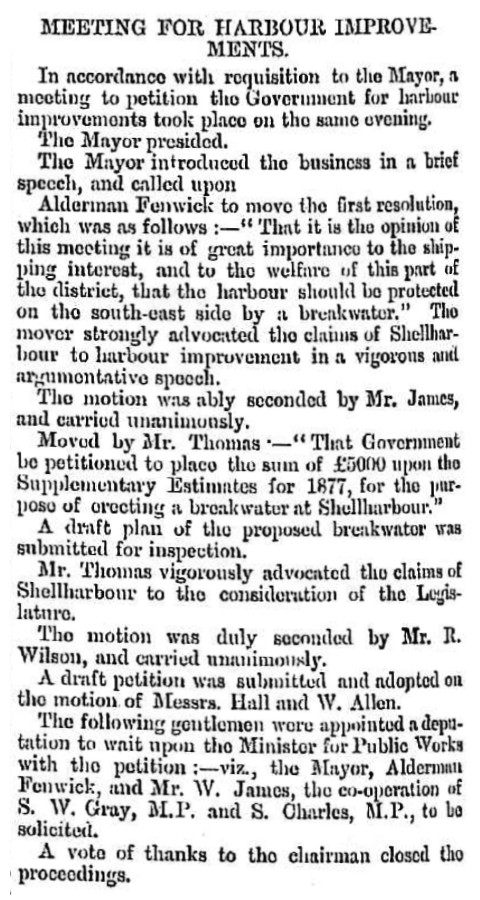 MEETING FOR HARBOUR IMPROVE-
MENTS.
In accordance with requisition to the Mayor, a
meeting to petition the Government for harbour
improvements took place on the same evening.
The Mayor presided.
The Mayor introduced the business in a brief
speech, and called upon
Alderman Fenwick to move the first resolution,
which was as follows :—" That it is the opinion of
this meeting it is of great importance to the ship-
ping interest, and to the welfare of this part of
the district, that the harbour should be protected
on the south-east side by a breakwater." The
mover strongly advocated the claims of Shellhar-
bour to harbour improvement in a vigorous and
argumentative speech.
The motion was ably seconded by Mr. James,
and carried unanimously.
Moved by Mr. Thomas :—" That Government
be petitioned to place the sum of £5000 upon the
Supplementary Estimates for 1877, for the pur-
pose of erecting a breakwater at Shellharbour."
A draft plan of the proposed breakwater was
submitted for inspection.
Mr. Thomas vigorously advocated the claims of
Shellharbour to the consideration of the Legis-
lature.
The motion was duly seconded by Mr. R.
Wilson, and carried unanimously.
A draft petition was submitted and adopted on
the motion of Messrs. Hall and W. Allen.
The following gentlemen were appointed a depu-
tation to wait upon the Minister for Public Works
with the petition :—viz., the Mayor, Alderman
Fenwick, and Mr. W. James, the co-operation of
S. W. Gray, M.P. and S. Charles, M.P., to be
solicited.
A vote of thanks to the chairman closed the
proceedings.